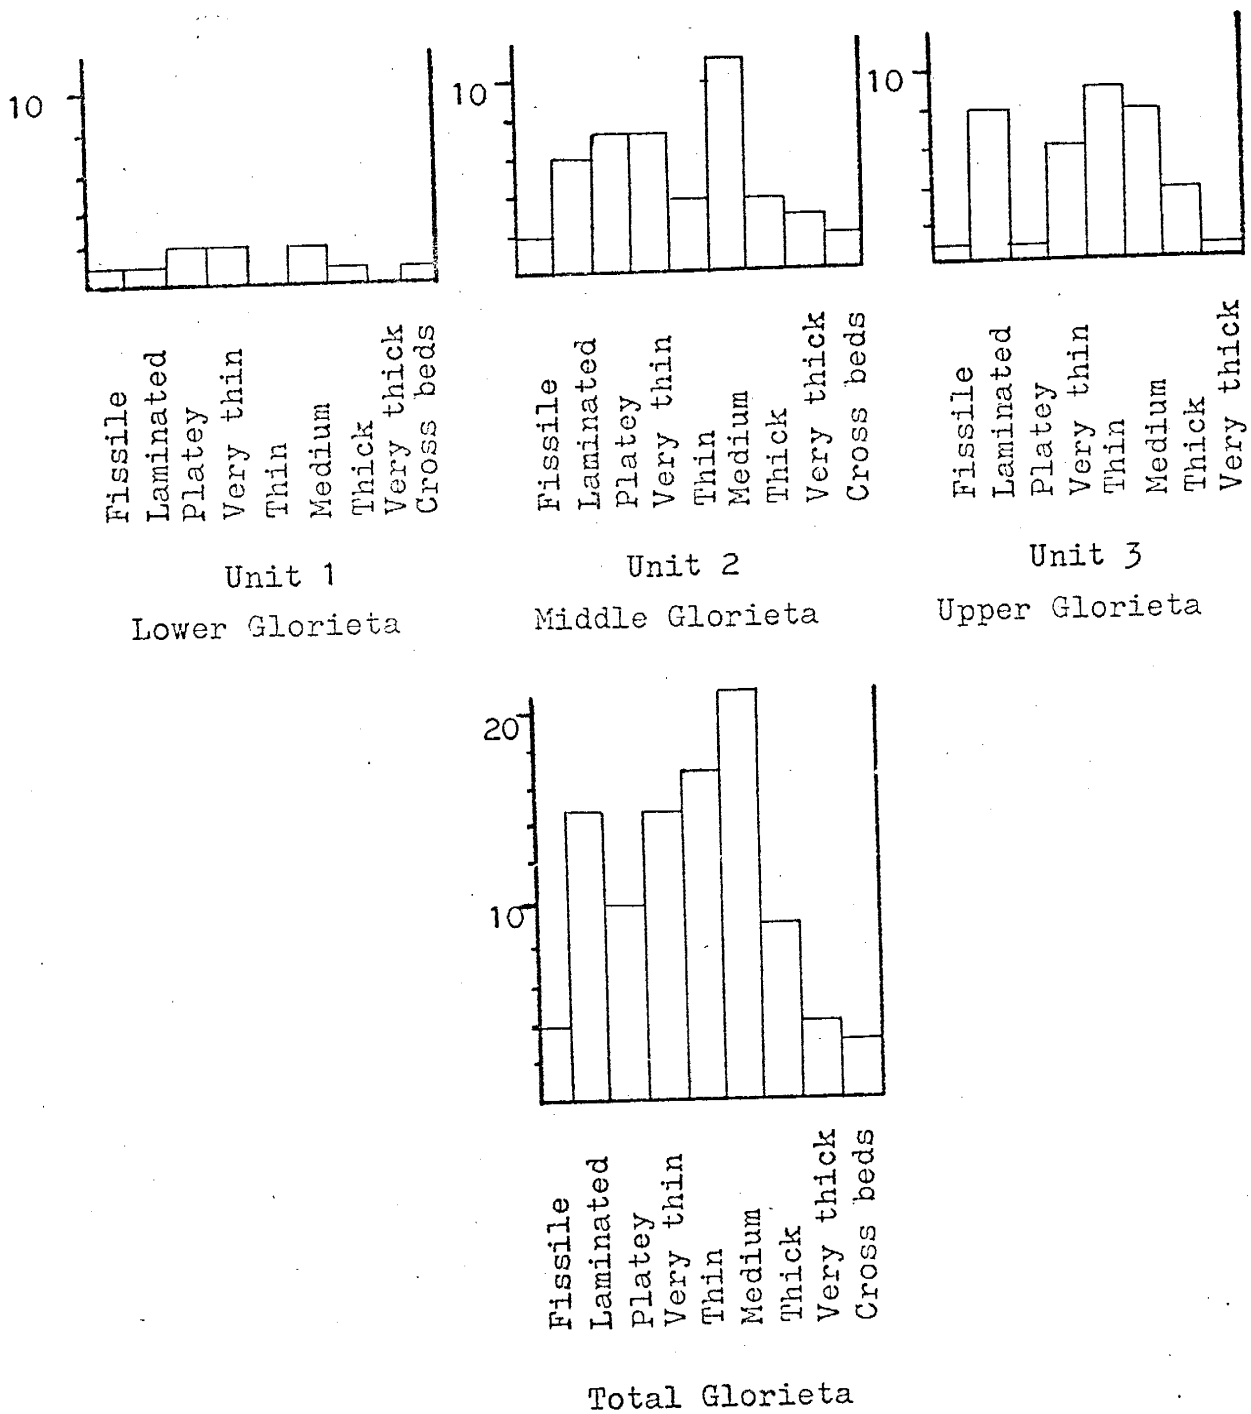 10
Fissile
Laminated
Platey
Very thin
Thin
Medium
Thick
Very thick
Cross beds
Unit 1
Lower Glorieta
10
Fissile
Laminated
Platey
Very thin
Thin
Medium
Thick
Very thick
Cross beds
Unit 2
Middle Glorieta
10
Fissile
Laminated
Platey
Very thin
Thin
Medium
Thick
Very thick
Unit 3
Upper Glorieta
20
10
Fissile
Laminated
Platey
Very thin
Thin
Medium
Thick
Very thick
Cross beds
Total Glorieta